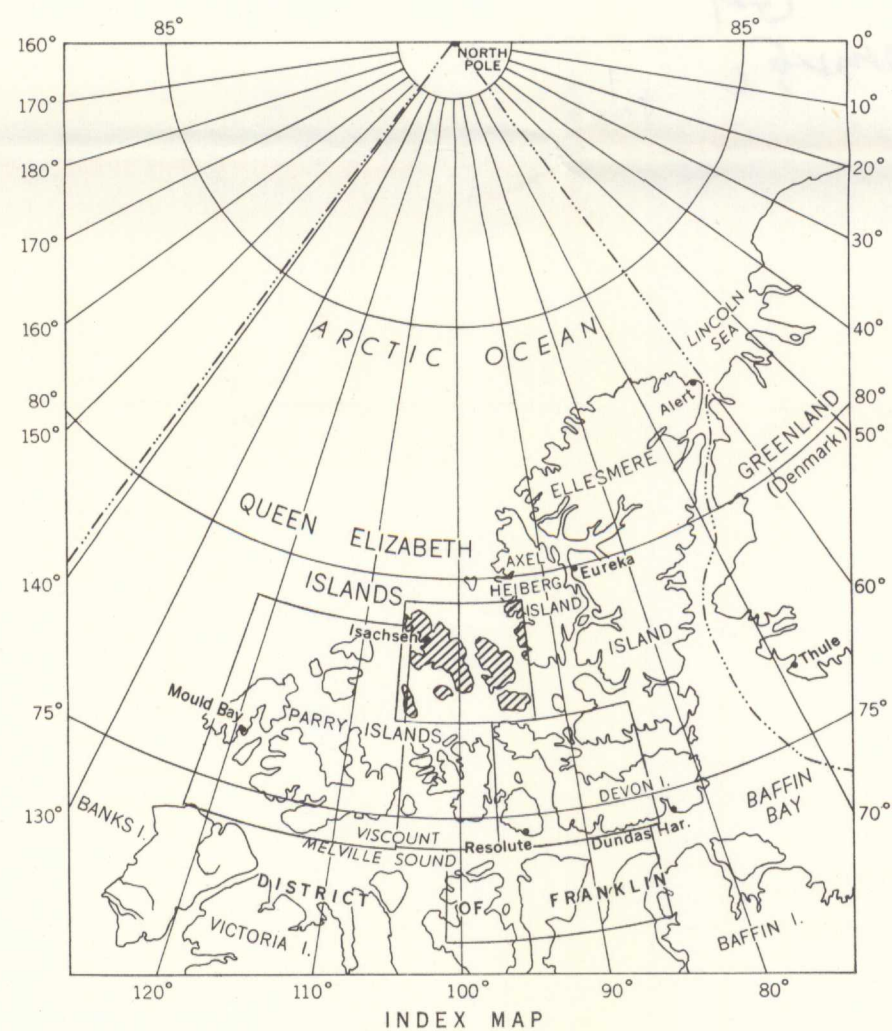 85° 85°
160° NORTH POLE 0°
170° 10°
180° 20°
170° 30°
160° 40°
80° 80°
150° 50°
140° 60°
75° 75°
130° 70°
120° 110° 100° 90° 80°
ARCTIC OCEAN
LINCOLN
SEA
Alert
GREENLAND
(Denmark)
ELLESMERE
ISLAND
QUEEN ELIZABETH
ISLANDS
AXEL
HEIBERG
ISLAND
Eureka
Isachsen
Thule
Mould Bay
PARRY ISLANDS
DEVON I.
BAFFIN
BAY
BANKS I.
VISCOUNT
MELVILLE SOUND
Resolute
Dundas Har.
DISTRICT OF FRANKLIN
VICTORIA I.
BAFFIN I.
INDEX MAP